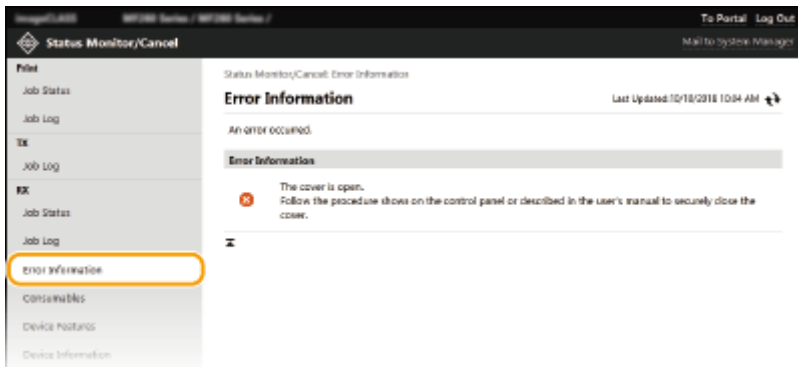 To Portal Log Out
Status Monitor/Cancel
Mail to System Manager
Print
Job Status
Job Log
TX
Job Log
RX
Job Status
Job Log
Error Information
Consumables
Device Features
Device Information
Status Monitor/Cancel: Error Information
Error Information
Last Updated:10/18/2018 10:04 AM
An error occurred.
Error Information
The cover is open.
Follow the procedure shows on the control panel or described in the user's manual to securely close the
cover.